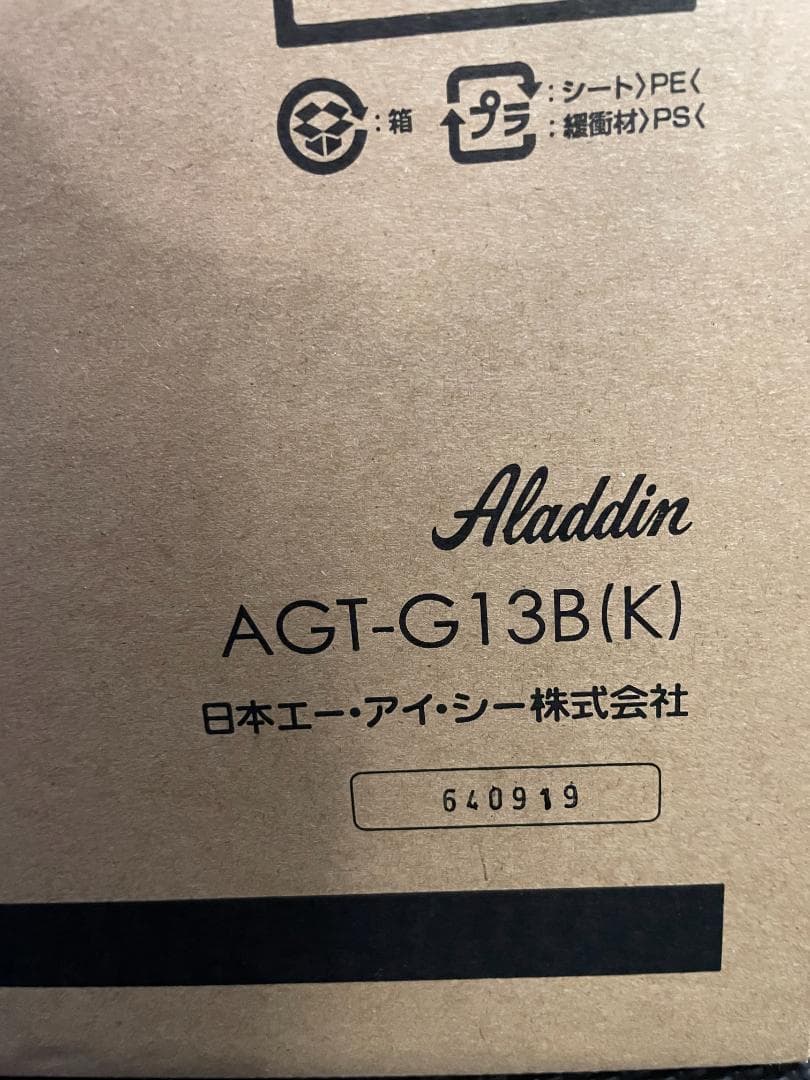 :箱
プラ
:シート〉PE〈
:緩衝材〉PS〈
Aladdin
AGT-G13B(K)
日本エー・アイ・シー株式会社
640919